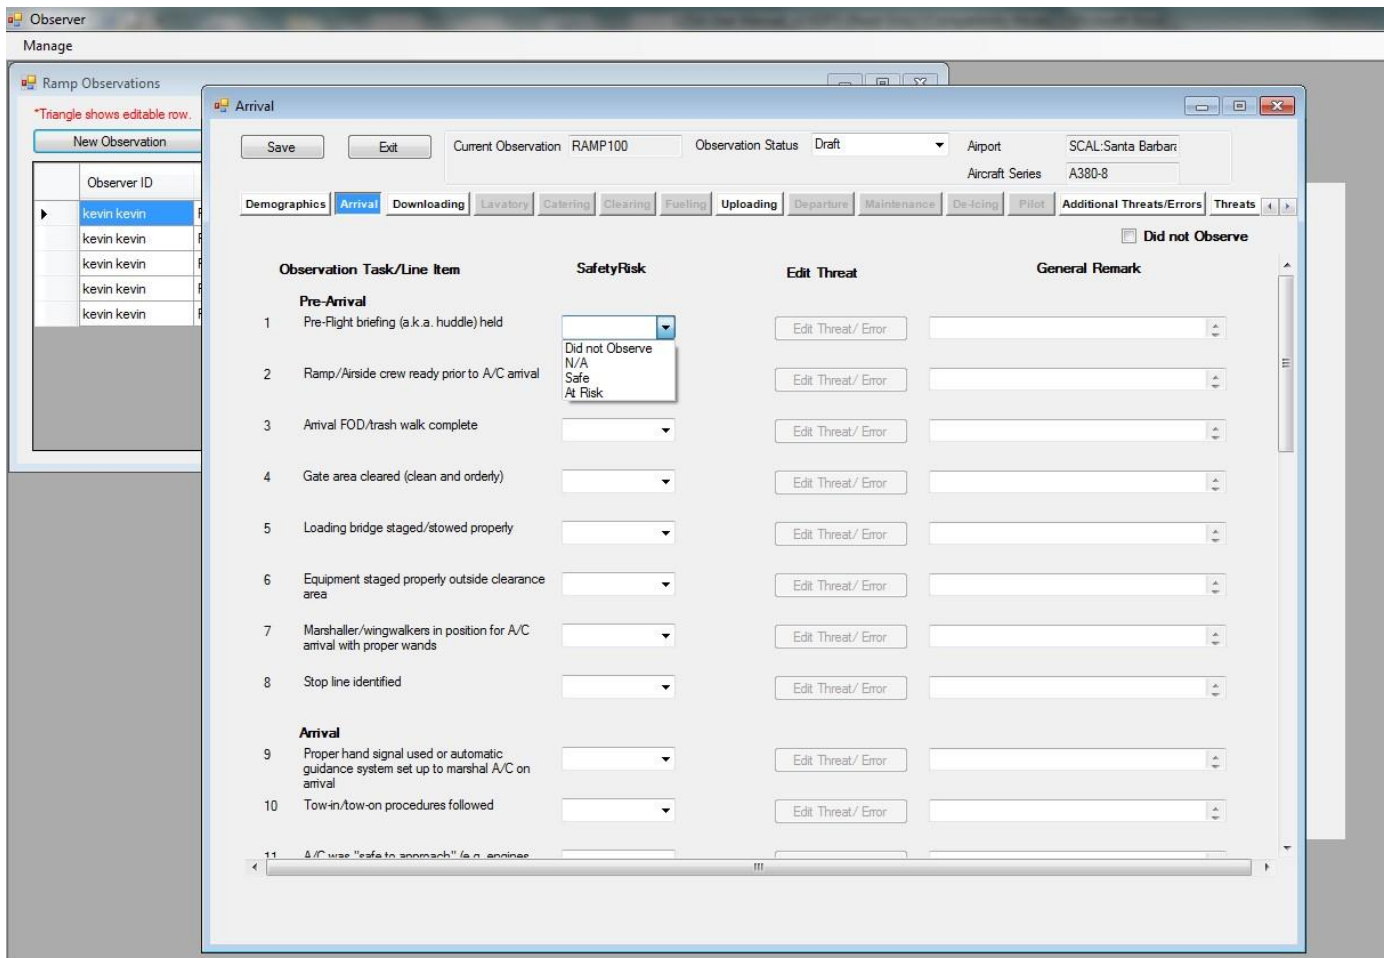 Observer
Manage
Ramp Observations
*Triangle shows editable row.
New Observation
Observer ID
kevin kevin
kevin kevin
kevin kevin
kevin kevin
kevin kevin
Arrival
Save Exit Current Observation RAMP100 Observation Status Draft Airport SCAL:Santa Barbara
Aircraft Series A380-8
Demographics Arrival Downloading Lavatory Catering Clearing Fueling Uploading Departure Maintenance De-Icing Pilot Additional Threats/Errors Threats
Did not Observe
Observation Task/Line Item SafetyRisk Edit Threat General Remark
Pre-Arrival
1 Pre-Flight briefing (a.k.a. huddle) held Edit Threat/ Error
Did not Observe
N/A
Safe
At Risk
2 Ramp/Airside crew ready prior to A/C arrival Edit Threat/ Error
3 Arrival FOD/trash walk complete Edit Threat/ Error
4 Gate area cleared (clean and orderly) Edit Threat/ Error
5 Loading bridge staged/stowed properly Edit Threat/ Error
6 Equipment staged properly outside clearance
area Edit Threat/ Error
7 Marshaller/wingwalkers in position for A/C
arrival with proper wands Edit Threat/ Error
8 Stop line identified Edit Threat/ Error
Arrival
9 Proper hand signal used or automatic
guidance system set up to marshal A/C on
arrival Edit Threat/ Error
10 Tow-in/tow-on procedures followed Edit Threat/ Error
11 A/C was "safe to approach" (e.g. engines